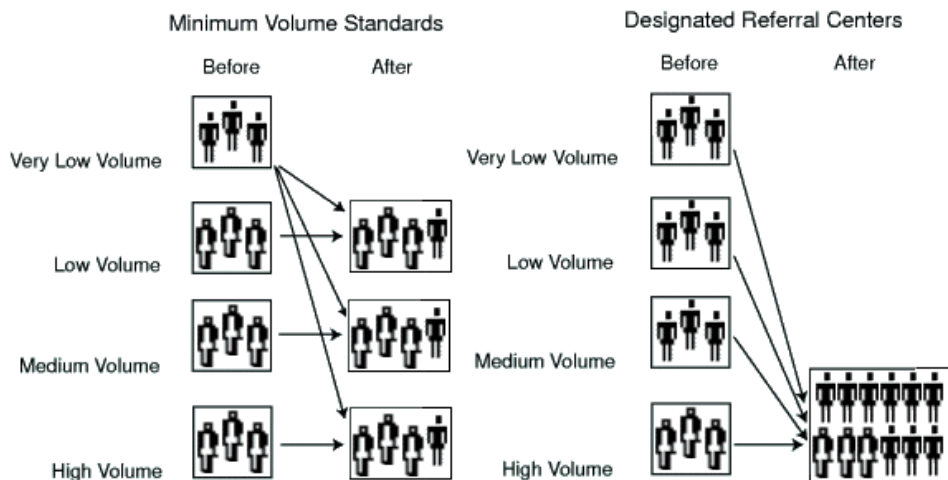 Minimum Volume Standards
Before After
Very Low Volume
Low Volume
Medium Volume
High Volume
Designated Referral Centers
Before After
Very Low Volume
Low Volume
Medium Volume
High Volume